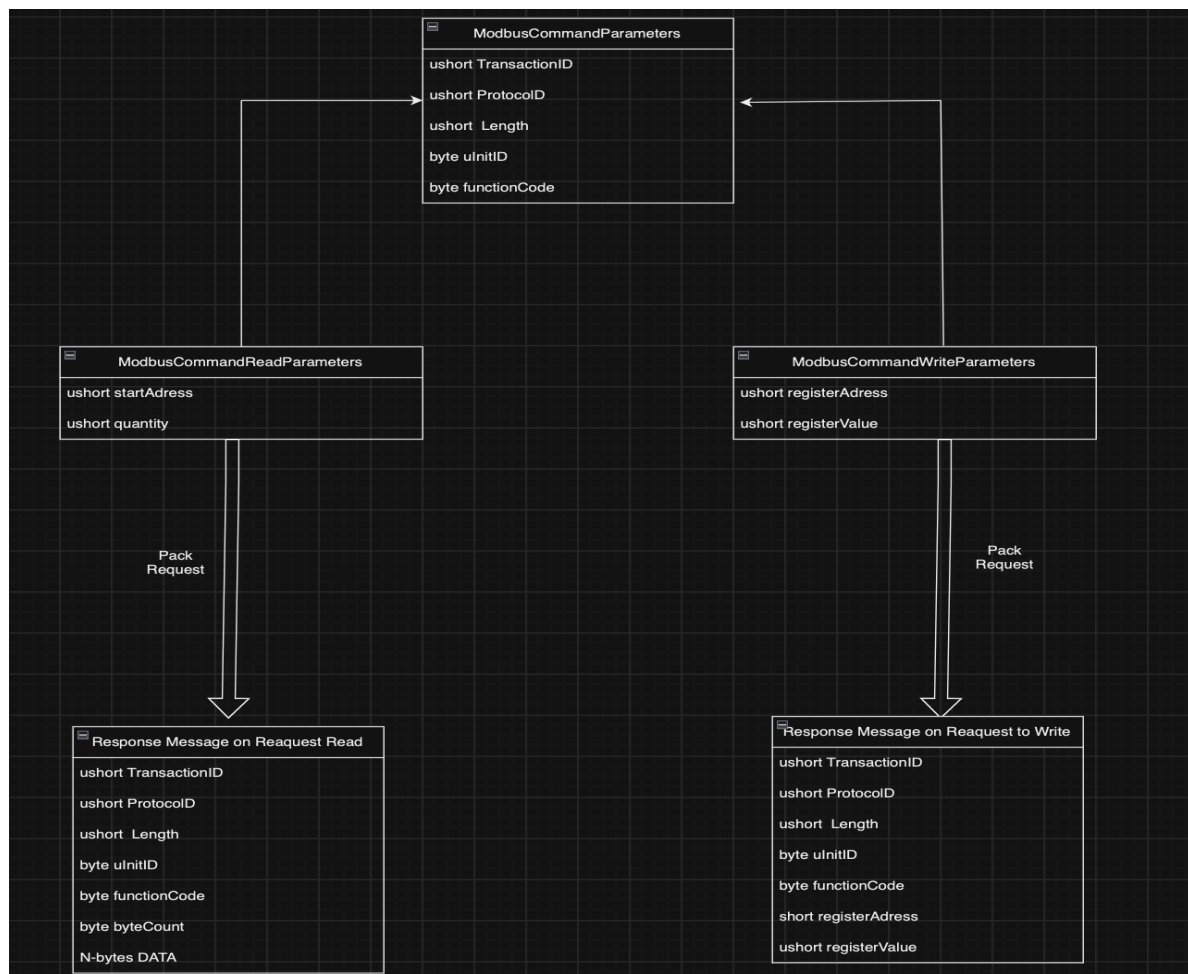 ModbusCommandParameters
ushort TransactionID
ushort ProtocolD
ushort Length
byte uInitID
byte functionCode
ModbusCommandReadParameters
ushort startAdress
ushort quantity
ModbusCommandWriteParameters
ushort registerAdress
ushort registerValue
Pack
Request
Pack
Request
Response Message on Reaquest Read
ushort TransactionID
ushort ProtocolD
ushort Length
byte uInitID
byte functionCode
byte byteCount
N-bytes DATA
Response Message on Reaquest to Write
ushort TransactionID
ushort ProtocolD
ushort Length
byte uInitID
byte functionCode
short registerAdress
ushort registerValue